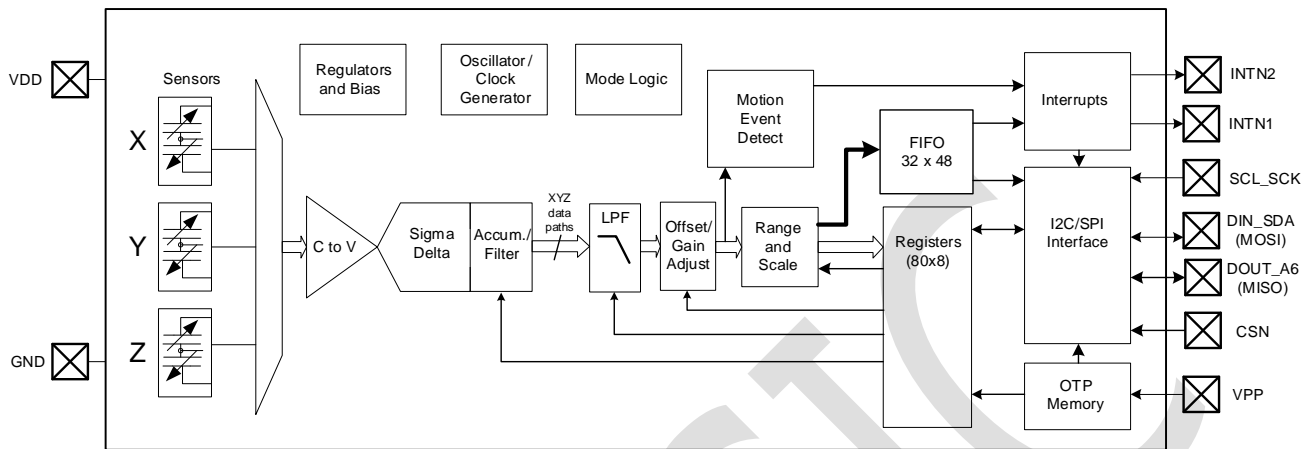 VDD
GND
Sensors
X
Y
Z
Regulators
and Bias
Oscillator/
Clock
Generator
Mode Logic
C to V
Sigma
Delta
Accum./
Filter
XYZ
data
paths
LPF
Offset/
Gain
Adjust
Motion
Event
Detect
Range
and
Scale
FIFO
32 x 48
Registers
(80x8)
Interrupts
I2C/SPI
Interface
OTP
Memory
INTN2
INTN1
SCL_SCK
DIN_SDA
(MOSI)
DOUT_A6
(MISO)
CSN
VPP